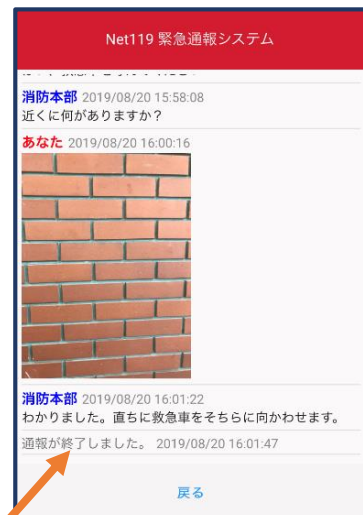 Net119 緊急通報システム
消防本部 2019/08/20 15:58:08
近くに何がありますか？
あなた 2019/08/20 16:00:16
消防本部 2019/08/20 16:01:22
わかりました。直ちに救急車をそちらに向かわせます。
通報が終了しました。 2019/08/20 16:01:47
戻る